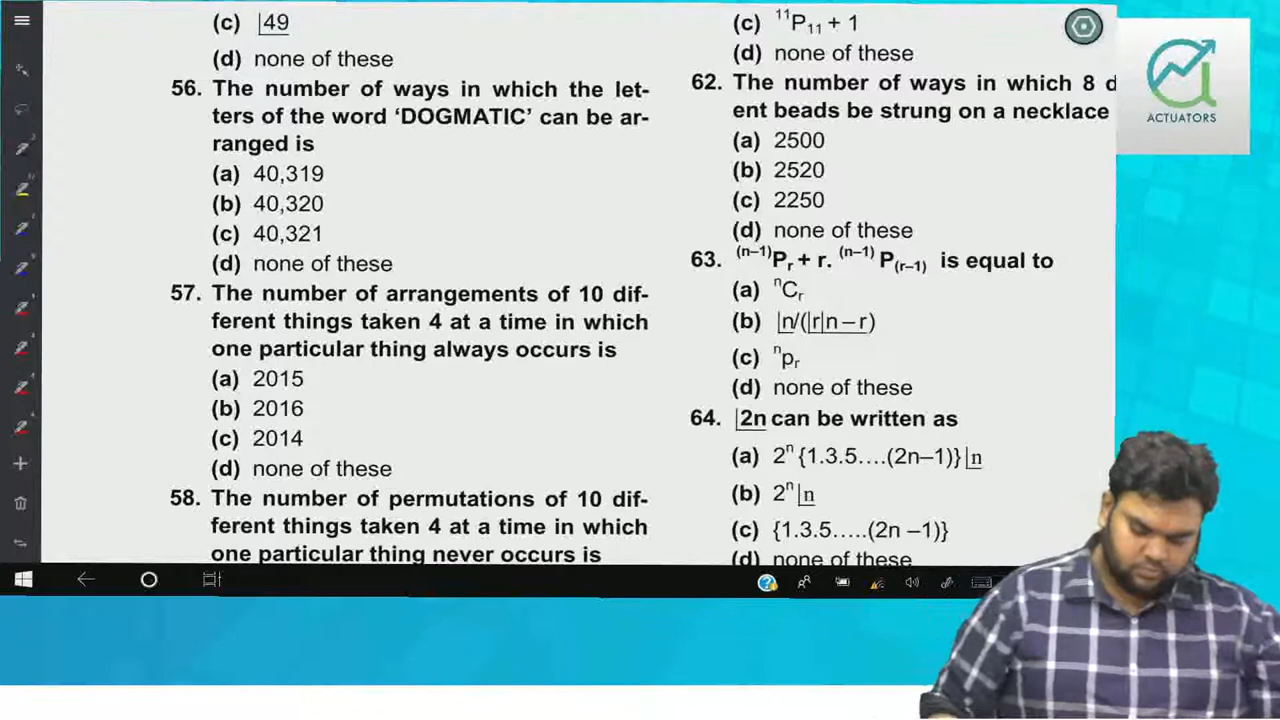 (c) |49
(d) none of these
56. The number of ways in which the let-
ters of the word ‘DOGMATIC’ can be ar-
ranged is
(a) 40,319
(b) 40,320
(c) 40,321
(d) none of these
57. The number of arrangements of 10 dif-
ferent things taken 4 at a time in which
one particular thing always occurs is
(a) 2015
(b) 2016
(c) 2014
(d) none of these
58. The number of permutations of 10 dif-
ferent things taken 4 at a time in which
one particular thing never occurs is
(c) ¹¹P₁₁ + 1
(d) none of these
62. The number of ways in which 8 d
ent beads be strung on a necklace
(a) 2500
(b) 2520
(c) 2250
(d) none of these
63. ⁽ⁿ⁻¹⁾Pᵣ + r. ⁽ⁿ⁻¹⁾ P₍ᵣ₋₁₎ is equal to
(a) ⁿCᵣ
(b) |n/(|r|n – r)
(c) ⁿpᵣ
(d) none of these
64. |2n can be written as
(a) 2ⁿ {1.3.5….(2n–1)} |n
(b) 2ⁿ |n
(c) {1.3.5…..(2n –1)}
(d) none of these
ACTUATORS